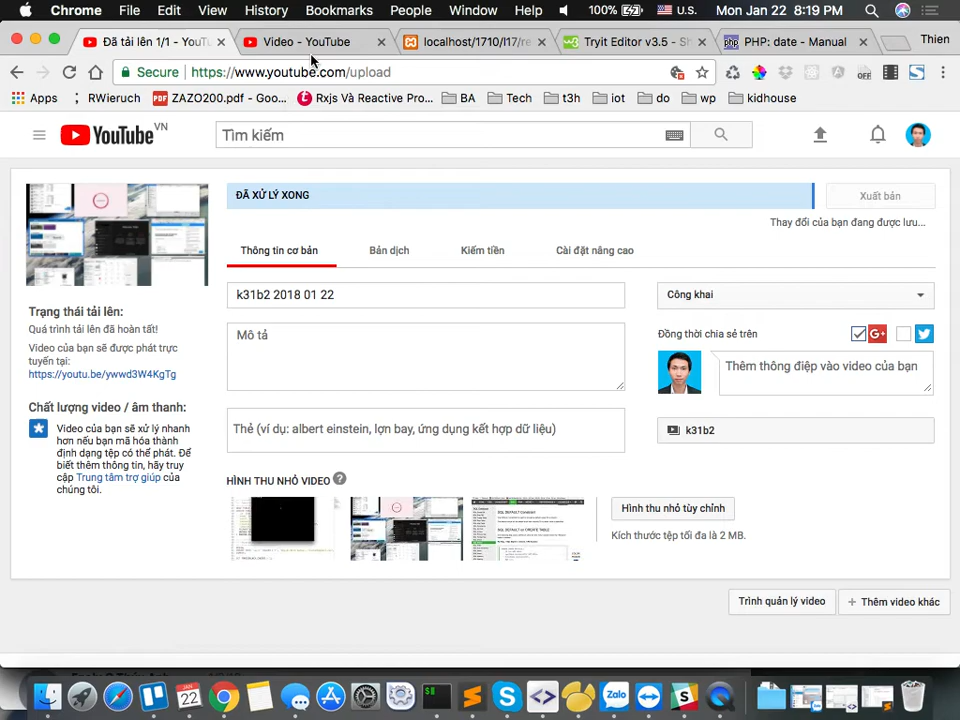 Chrome File Edit View History Bookmarks People Window Help 100% U.S. Mon Jan 22 8:19 PM
Đã tải lên 1/1 - YouTu Video - YouTube localhost/1710/l17/re Tryit Editor v3.5 - Sh PHP: date - Manual Thien
Secure https://www.youtube.com/upload OFF
Apps RWieruch ZAZO200.pdf - Goo... Rxjs Và Reactive Pro... BA Tech t3h iot do wp kidhouse
YouTube VN Tìm kiếm
ĐÃ XỬ LÝ XONG Xuất bản
Thay đổi của bạn đang được lưu...
Thông tin cơ bản Bản dịch Kiếm tiền Cài đặt nâng cao
k31b2 2018 01 22 Công khai
Trạng thái tải lên:
Quá trình tải lên đã hoàn tất!
Video của bạn sẽ được phát trực
tuyến tại:
https://youtu.be/ywwd3W4KgTg
Mô tả
Đồng thời chia sẻ trên G+
Thêm thông điệp vào video của bạn
Chất lượng video / âm thanh:
Video của bạn sẽ xử lý nhanh
hơn nếu bạn mã hóa thành
định dạng tệp có thể phát. Để
biết thêm thông tin, hãy truy
cập Trung tâm trợ giúp của
chúng tôi.
Thẻ (ví dụ: albert einstein, lợn bay, ứng dụng kết hợp dữ liệu)
k31b2
HÌNH THU NHỎ VIDEO ?
Hình thu nhỏ tùy chỉnh
Kích thước tệp tối đa là 2 MB.
Trình quản lý video + Thêm video khác
JAN 22 Zalo